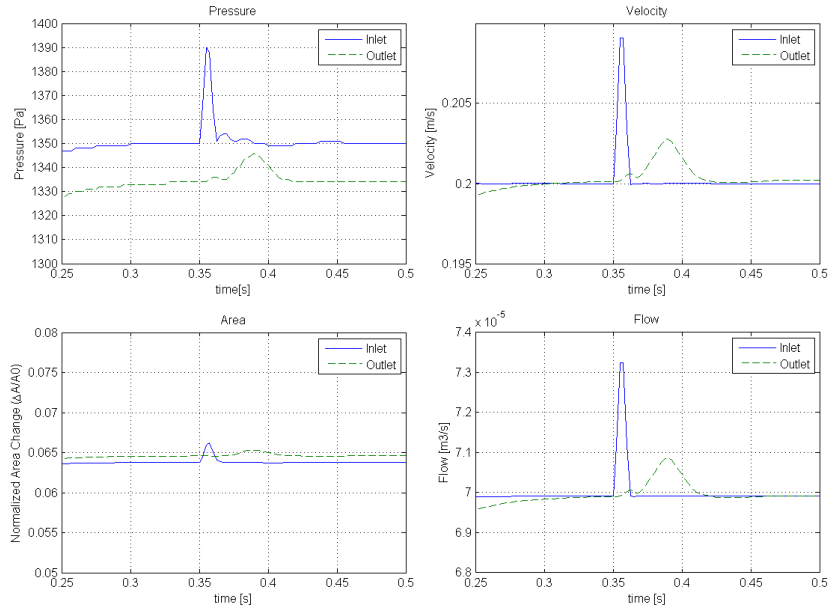 Pressure
Pressure [Pa]
1400
1390
1380
1370
1360
1350
1340
1330
1320
1310
1300
0.25
0.3
0.35
0.4
0.45
0.5
time[s]
Inlet
Outlet
Velocity
Velocity [m/s]
0.205
0.2
0.195
0.25
0.3
0.35
0.4
0.45
0.5
time [s]
Inlet
Outlet
Area
Normalized Area Change (ΔA/A0)
0.08
0.075
0.07
0.065
0.06
0.055
0.05
0.25
0.3
0.35
0.4
0.45
0.5
time [s]
Inlet
Outlet
Flow
x 10-5
Flow [m3/s]
7.4
7.3
7.2
7.1
7
6.9
6.8
0.25
0.3
0.35
0.4
0.45
0.5
time [s]
Inlet
Outlet